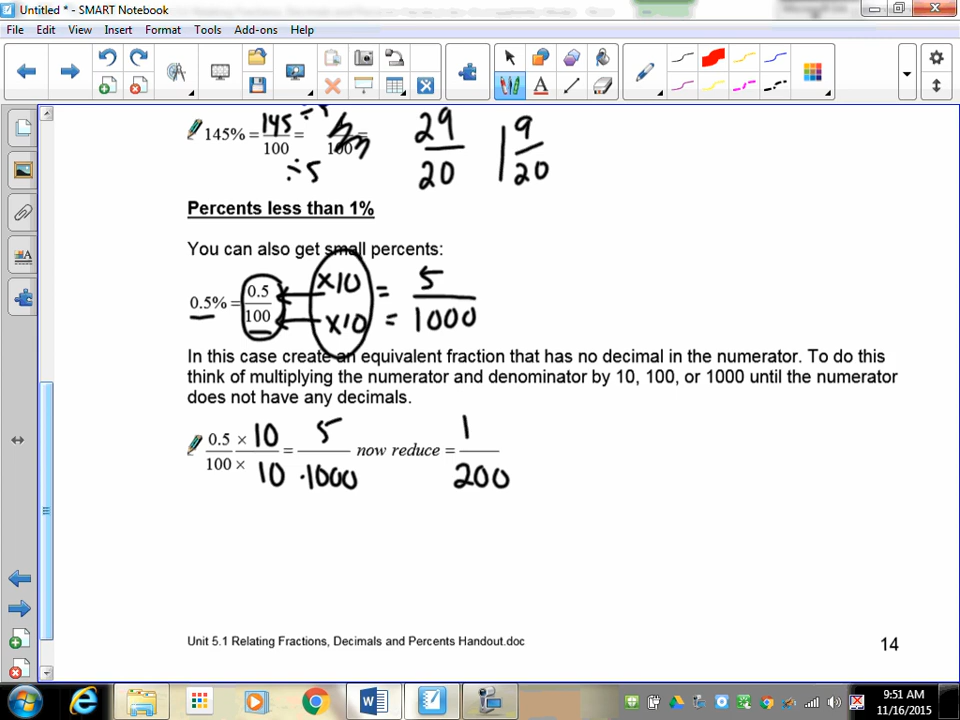 Untitled * - SMART Notebook
File Edit View Insert Format Tools Add-ons Help
145% = 145/100 = ÷5 29/20 1 9/20
Percents less than 1%
You can also get small percents:
0.5% = 0.5/100 ×10 = 5
×10 = 1000
In this case create an equivalent fraction that has no decimal in the numerator. To do this
think of multiplying the numerator and denominator by 10, 100, or 1000 until the numerator
does not have any decimals.
0.5 × 10 = 5 now reduce = 1
100 × 10 1000 200
Unit 5.1 Relating Fractions, Decimals and Percents Handout.doc
14
9:51 AM
11/16/2015